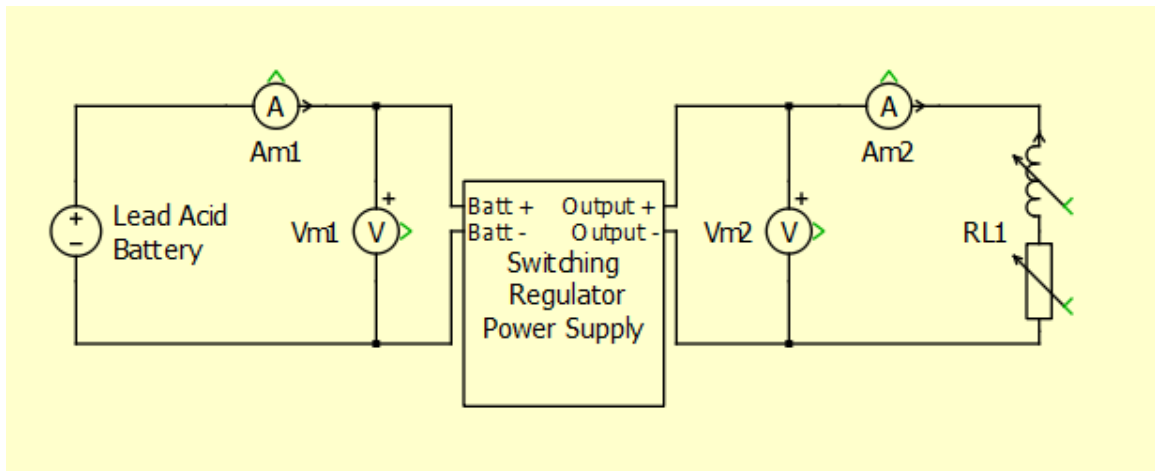 A
Am1
A
Am2
Lead Acid
Battery
+
−
Vm1
+
V
Batt +
Batt -
Output +
Output -
Switching
Regulator
Power Supply
Vm2
+
V
RL1